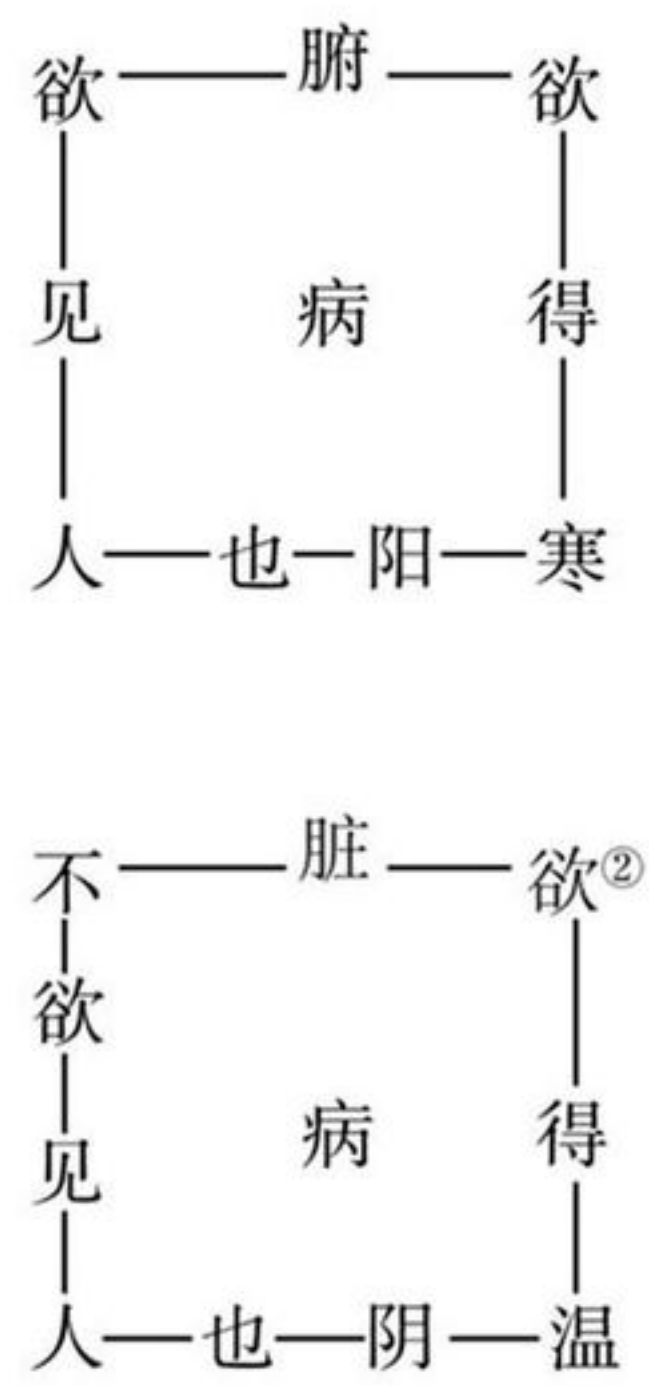 欲 腑 欲
见 病 得
人 也 阳 寒
不 脏 欲②
欲
见 病 得
人 也 阴 温